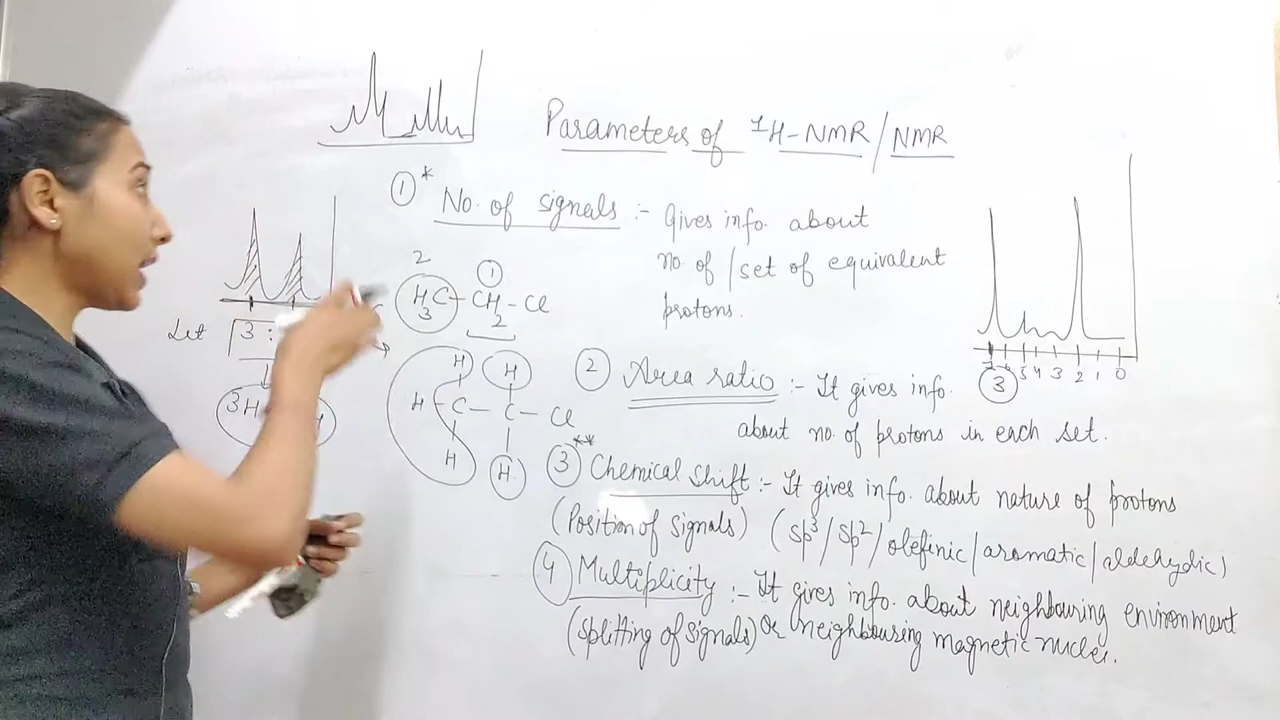 Parameters of ¹H-NMR/NMR
①* No. of signals :- Gives info. about
no. of / set of equivalent
protons.
2 ①
H3C-CH2-Cl
H H
H-C-C-Cl
H H
Let 3 :
3H H
② Area ratio :- It gives info.
about no. of protons in each set.
③** Chemical shift :- It gives info. about nature of protons
(Position of signals) (sp³/sp²/olefinic/aromatic/aldehydic)
④ Multiplicity :- It gives info. about neighbouring environment
(splitting of signals) or neighbouring magnetic nuclei.
5 4 3 2 1 0
③